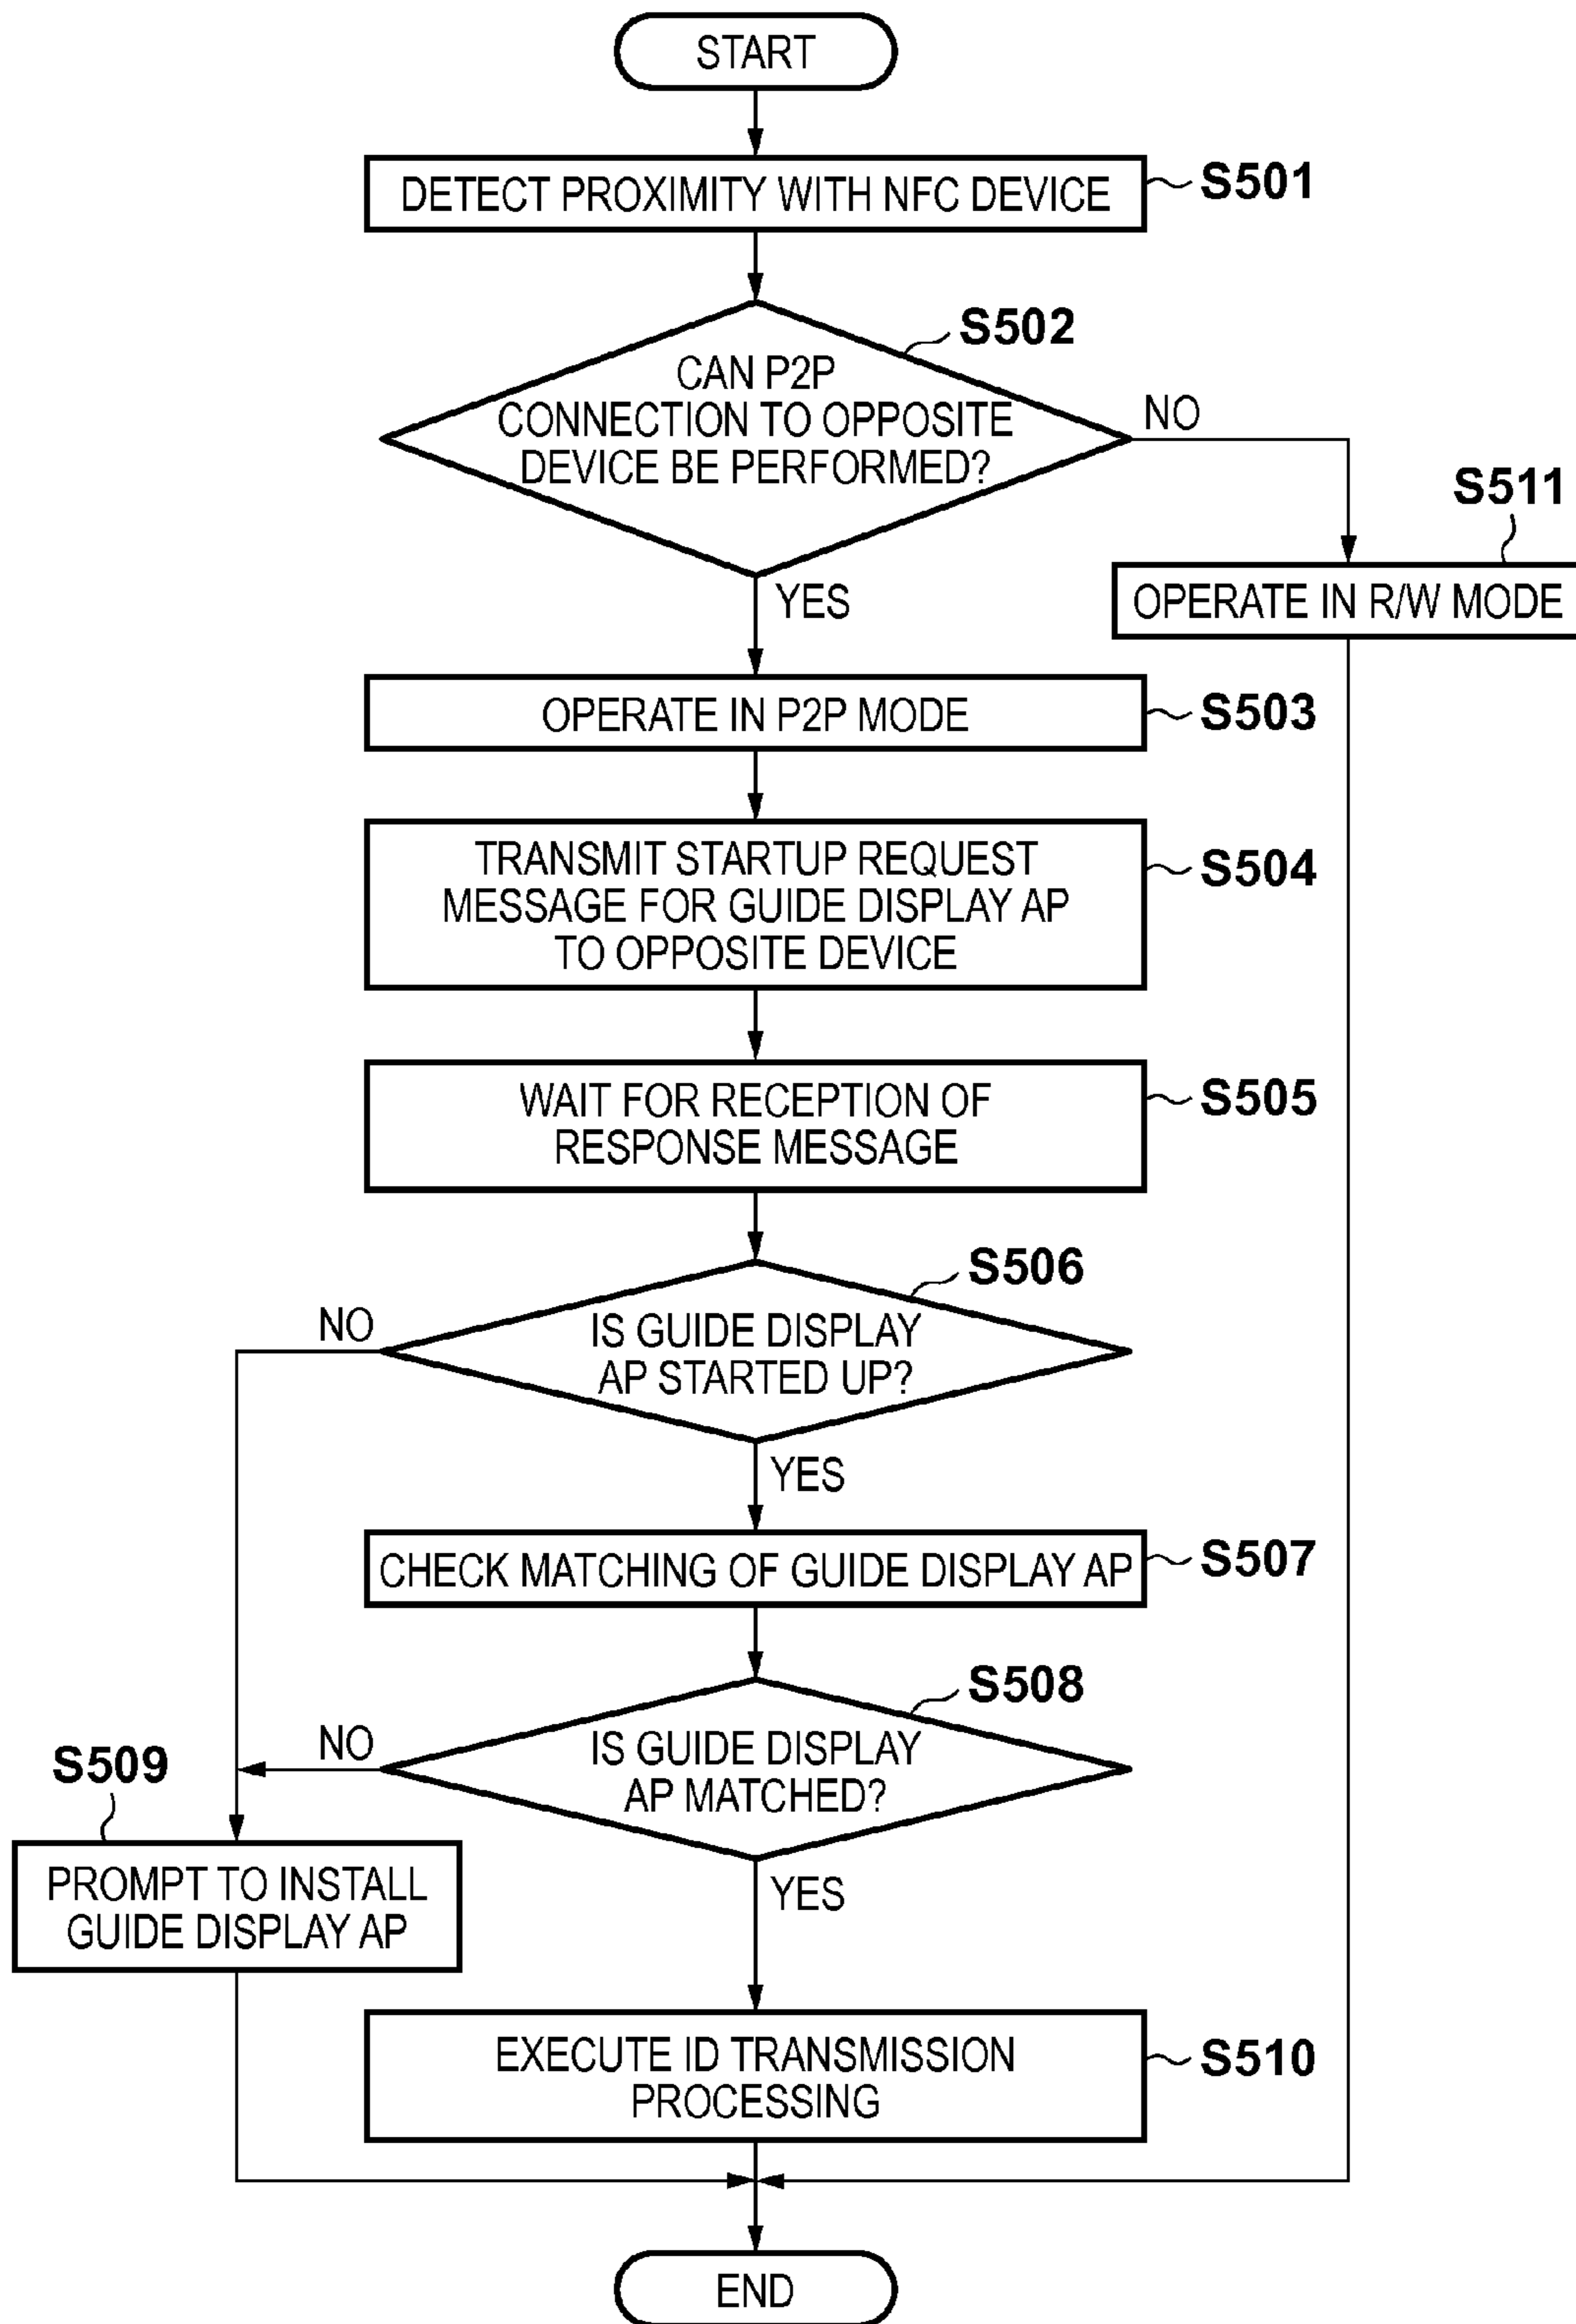 START
DETECT PROXIMITY WITH NFC DEVICE
S501
S502
CAN P2P
CONNECTION TO OPPOSITE
DEVICE BE PERFORMED?
NO
S511
OPERATE IN R/W MODE
YES
OPERATE IN P2P MODE
S503
TRANSMIT STARTUP REQUEST
MESSAGE FOR GUIDE DISPLAY AP
TO OPPOSITE DEVICE
S504
WAIT FOR RECEPTION OF
RESPONSE MESSAGE
S505
S506
NO
IS GUIDE DISPLAY
AP STARTED UP?
YES
CHECK MATCHING OF GUIDE DISPLAY AP
S507
S508
NO
IS GUIDE DISPLAY
AP MATCHED?
S509
PROMPT TO INSTALL
GUIDE DISPLAY AP
YES
EXECUTE ID TRANSMISSION
PROCESSING
S510
END